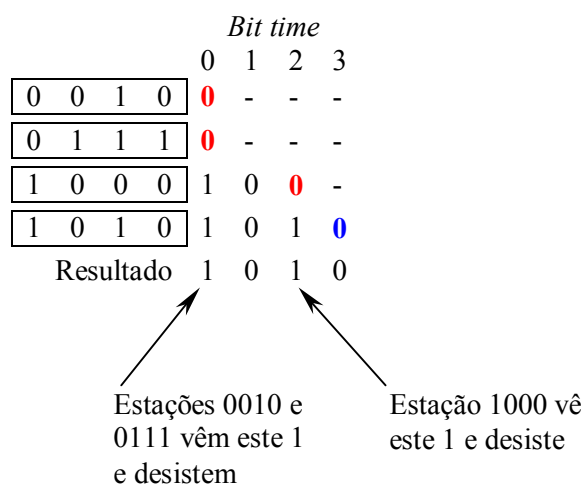 Bit time
0 1 2 3
0 0 1 0 0 - - -
0 1 1 1 0 - - -
1 0 0 0 1 0 0 -
1 0 1 0 1 0 1 0
Resultado 1 0 1 0
Estações 0010 e
0111 vêm este 1
e desistem
Estação 1000 vê
este 1 e desiste